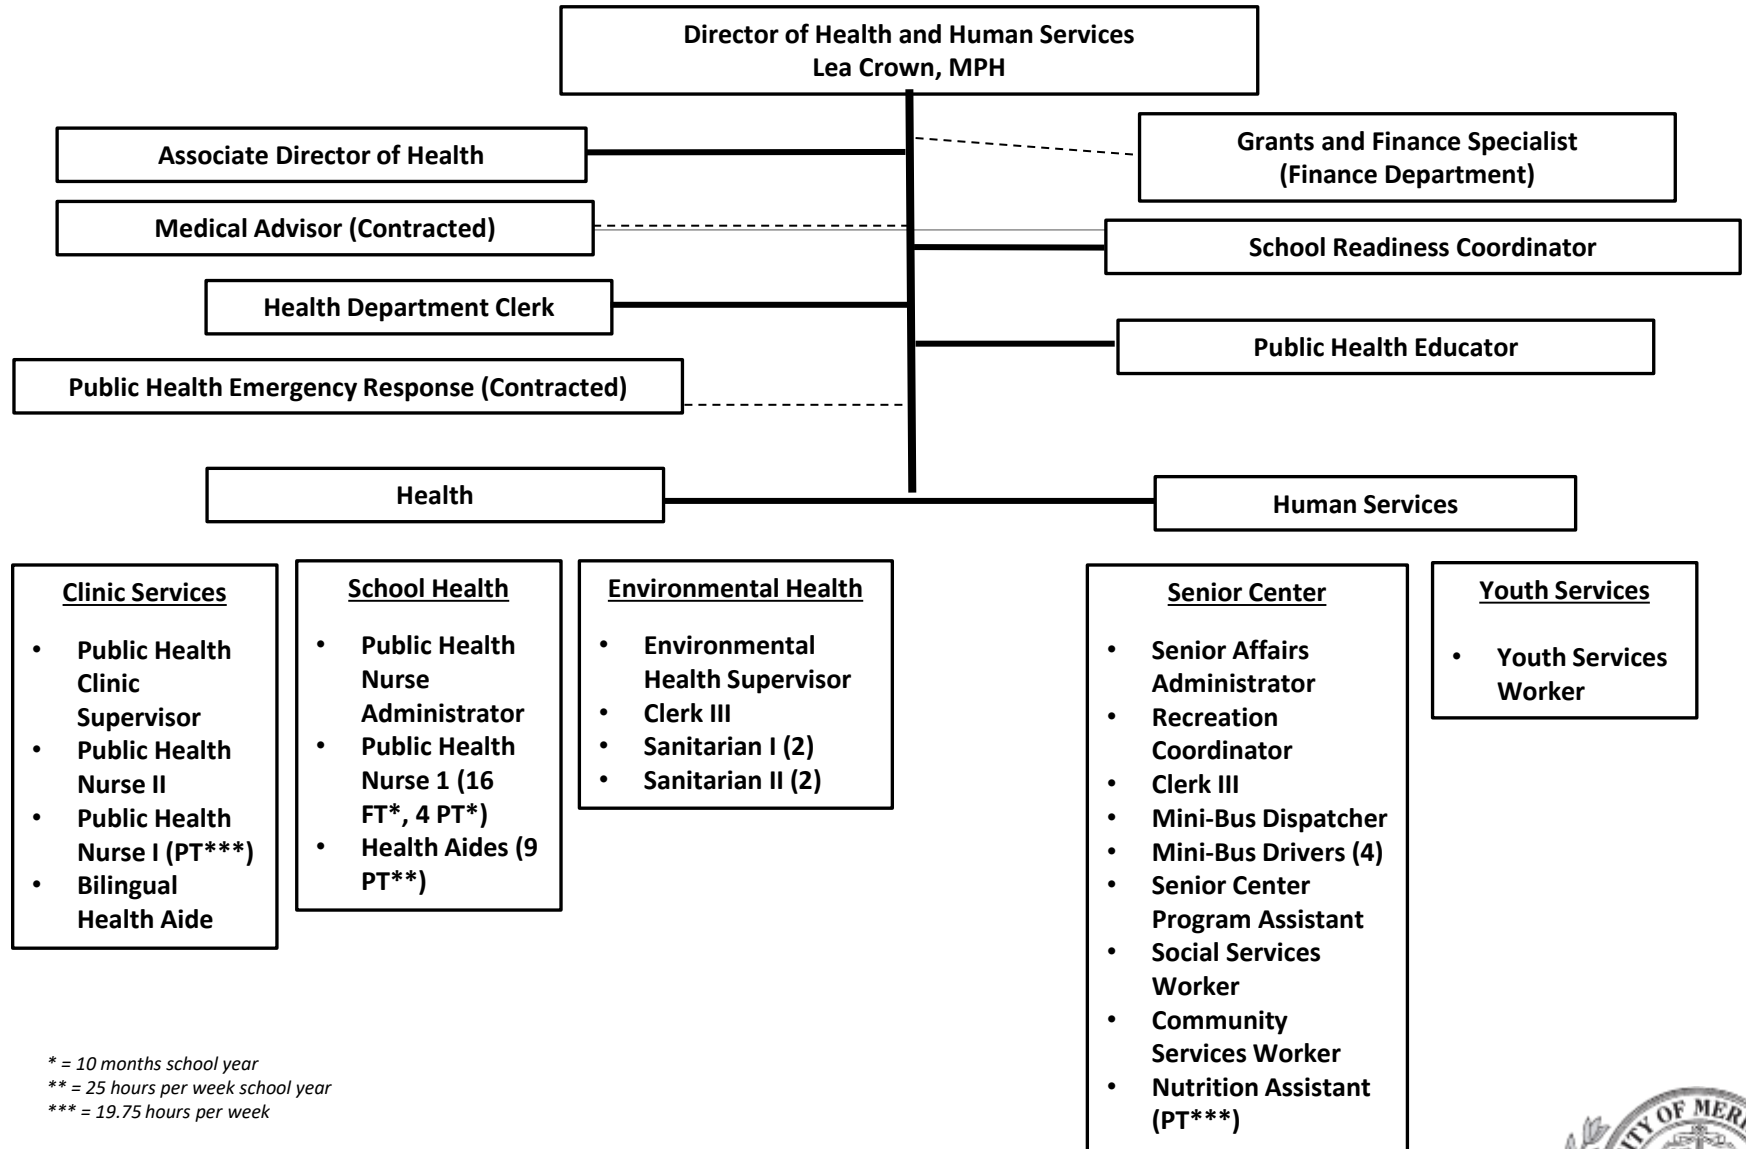 Director of Health and Human Services
Lea Crown, MPH
Associate Director of Health
Grants and Finance Specialist
(Finance Department)
Medical Advisor (Contracted)
School Readiness Coordinator
Health Department Clerk
Public Health Educator
Public Health Emergency Response (Contracted)
Health
Human Services
Clinic Services
• Public Health
Clinic
Supervisor
• Public Health
Nurse II
• Public Health
Nurse I (PT***)
• Bilingual
Health Aide
School Health
• Public Health
Nurse
Administrator
• Public Health
Nurse 1 (16
FT*, 4 PT*)
• Health Aides (9
PT**)
Environmental Health
• Environmental
Health Supervisor
• Clerk III
• Sanitarian I (2)
• Sanitarian II (2)
Senior Center
• Senior Affairs
Administrator
• Recreation
Coordinator
• Clerk III
• Mini-Bus Dispatcher
• Mini-Bus Drivers (4)
• Senior Center
Program Assistant
• Social Services
Worker
• Community
Services Worker
• Nutrition Assistant
(PT***)
Youth Services
• Youth Services
Worker
* = 10 months school year
** = 25 hours per week school year
*** = 19.75 hours per week
OF